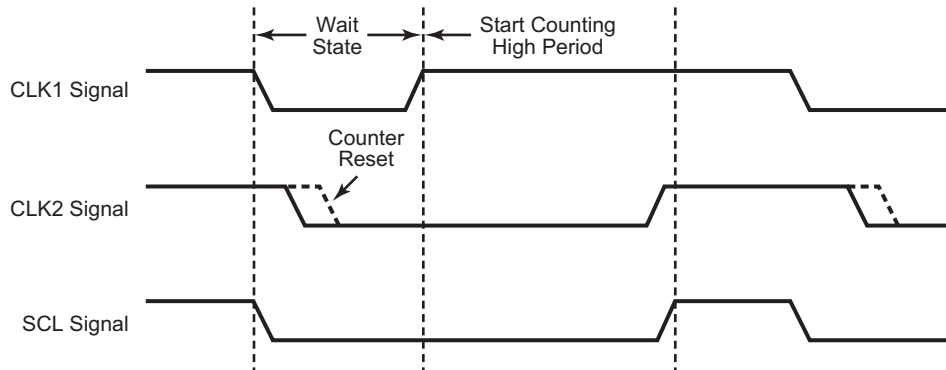 Wait
State
Start Counting
High Period
CLK1 Signal
Counter
Reset
CLK2 Signal
SCL Signal